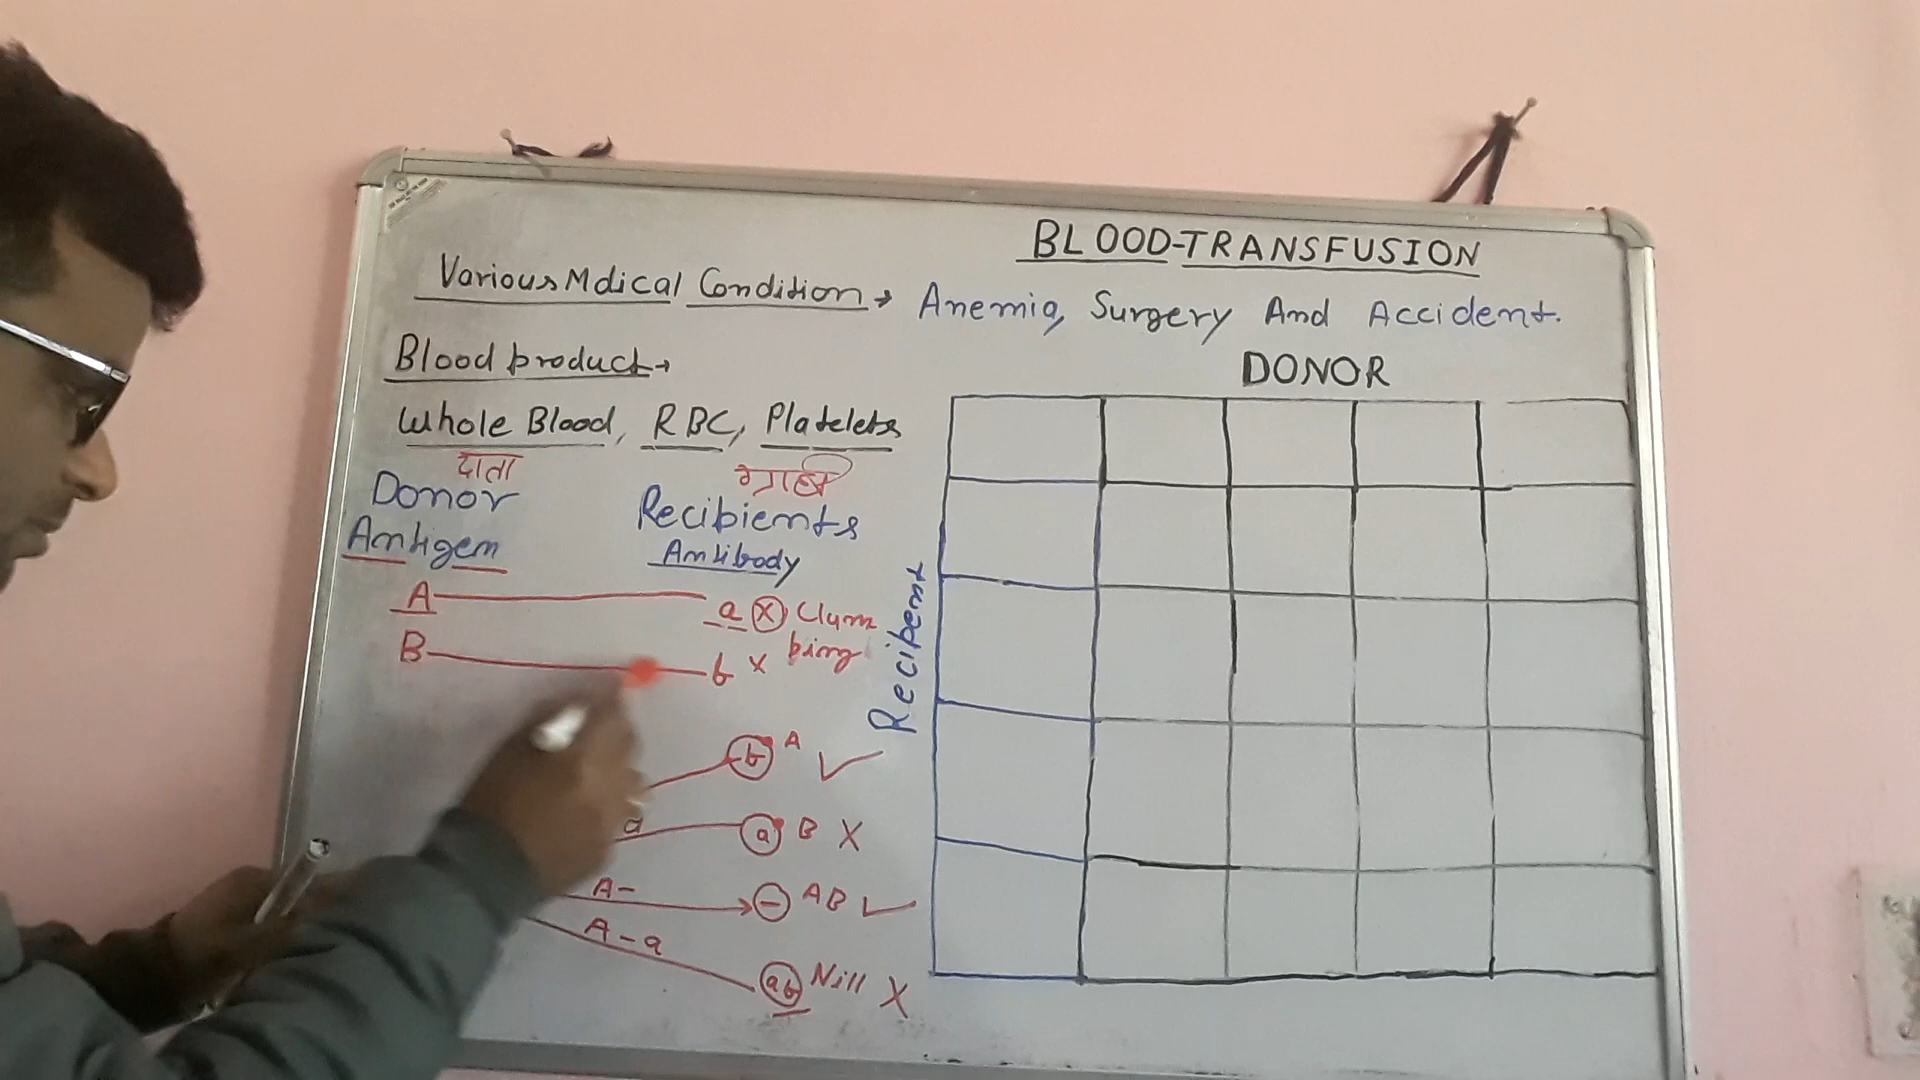 BLOOD-TRANSFUSION
Various Mdical Condition → Anemia, Surgery And Accident.
Blood product →
Whole Blood, RBC, Platelets
दाता
Donor
Antigen
Recibients
Antibody
A a X Clum
bing
B b X
b A ✓
a a B X
A- - AB ✓
A-a ab Nill X
DONOR
Recibent